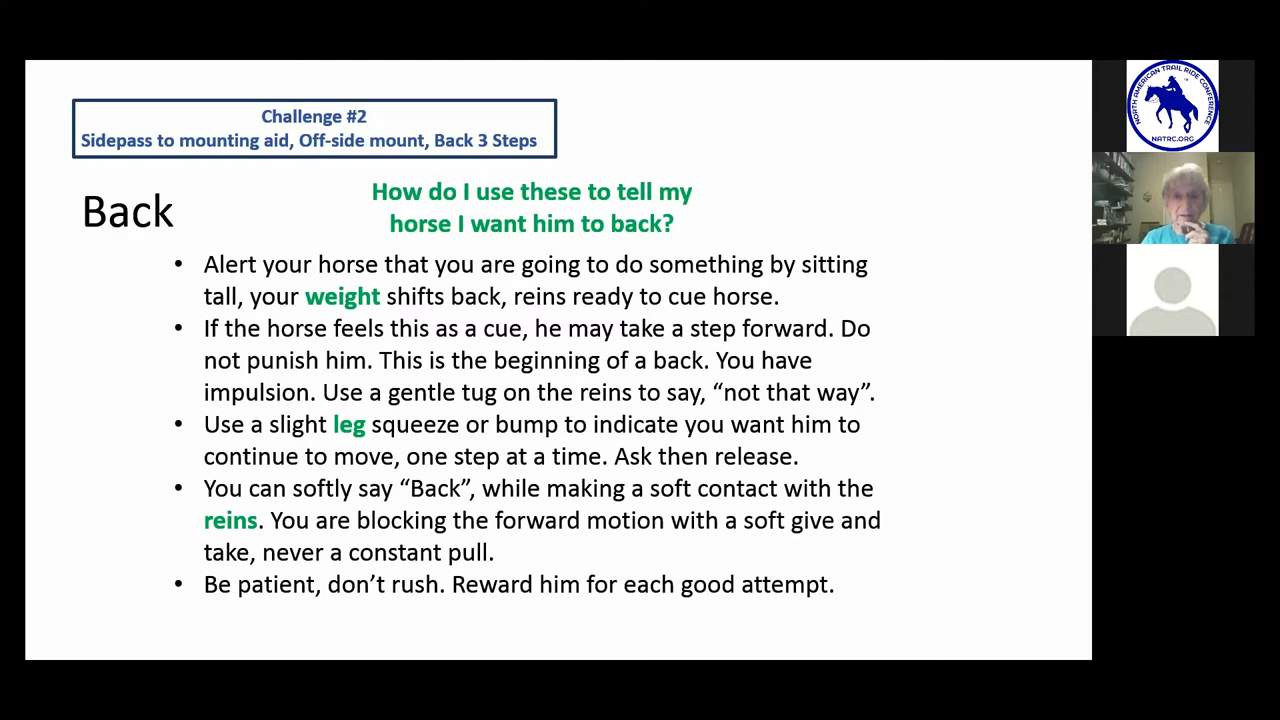 Challenge #2
Sidepass to mounting aid, Off-side mount, Back 3 Steps
Back
How do I use these to tell my
horse I want him to back?
• Alert your horse that you are going to do something by sitting
tall, your weight shifts back, reins ready to cue horse.
• If the horse feels this as a cue, he may take a step forward. Do
not punish him. This is the beginning of a back. You have
impulsion. Use a gentle tug on the reins to say, “not that way”.
• Use a slight leg squeeze or bump to indicate you want him to
continue to move, one step at a time. Ask then release.
• You can softly say “Back”, while making a soft contact with the
reins. You are blocking the forward motion with a soft give and
take, never a constant pull.
• Be patient, don’t rush. Reward him for each good attempt.
NORTH AMERICAN TRAIL RIDE CONFERENCE
NATRC.ORG